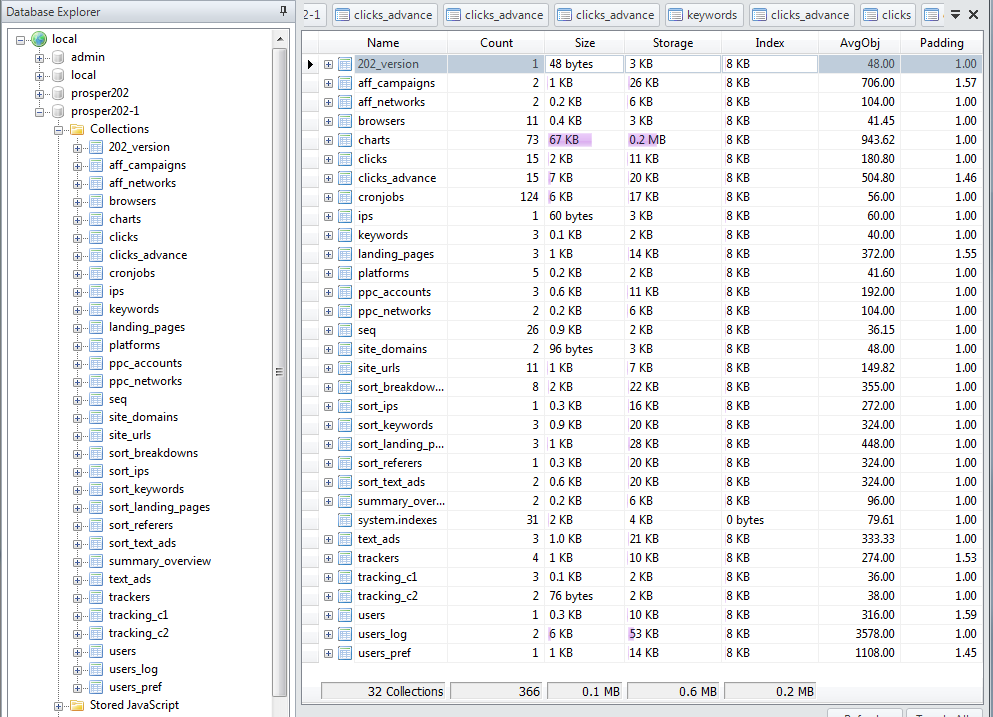 Database Explorer
local
admin
local
prosper202
prosper202-1
Collections
202_version
aff_campaigns
aff_networks
browsers
charts
clicks
clicks_advance
cronjobs
ips
keywords
landing_pages
platforms
ppc_accounts
ppc_networks
seq
site_domains
site_urls
sort_breakdowns
sort_ips
sort_keywords
sort_landing_pages
sort_referers
sort_text_ads
summary_overview
text_ads
trackers
tracking_c1
tracking_c2
users
users_log
users_pref
Stored JavaScript
2-1 clicks_advance clicks_advance clicks_advance keywords clicks_advance clicks
Name Count Size Storage Index AvgObj Padding
202_version 1 48 bytes 3 KB 8 KB 48.00 1.00
aff_campaigns 2 1 KB 26 KB 8 KB 706.00 1.57
aff_networks 2 0.2 KB 6 KB 8 KB 104.00 1.00
browsers 11 0.4 KB 3 KB 8 KB 41.45 1.00
charts 73 67 KB 0.2 MB 8 KB 943.62 1.00
clicks 15 2 KB 11 KB 8 KB 180.80 1.00
clicks_advance 15 7 KB 20 KB 8 KB 504.80 1.46
cronjobs 124 6 KB 17 KB 8 KB 56.00 1.00
ips 1 60 bytes 3 KB 8 KB 60.00 1.00
keywords 3 0.1 KB 2 KB 8 KB 40.00 1.00
landing_pages 3 1 KB 14 KB 8 KB 372.00 1.55
platforms 5 0.2 KB 2 KB 8 KB 41.60 1.00
ppc_accounts 3 0.6 KB 11 KB 8 KB 192.00 1.00
ppc_networks 2 0.2 KB 6 KB 8 KB 104.00 1.00
seq 26 0.9 KB 2 KB 8 KB 36.15 1.00
site_domains 2 96 bytes 3 KB 8 KB 48.00 1.00
site_urls 11 1 KB 7 KB 8 KB 149.82 1.00
sort_breakdow... 8 2 KB 22 KB 8 KB 355.00 1.00
sort_ips 1 0.3 KB 16 KB 8 KB 272.00 1.00
sort_keywords 3 0.9 KB 20 KB 8 KB 324.00 1.00
sort_landing_p... 3 1 KB 28 KB 8 KB 448.00 1.00
sort_referers 1 0.3 KB 20 KB 8 KB 324.00 1.00
sort_text_ads 2 0.6 KB 20 KB 8 KB 324.00 1.00
summary_over... 2 0.2 KB 6 KB 8 KB 96.00 1.00
system.indexes 31 2 KB 4 KB 0 bytes 79.61 1.00
text_ads 3 1.0 KB 21 KB 8 KB 333.33 1.00
trackers 4 1 KB 10 KB 8 KB 274.00 1.53
tracking_c1 3 0.1 KB 2 KB 8 KB 36.00 1.00
tracking_c2 2 76 bytes 2 KB 8 KB 38.00 1.00
users 1 0.3 KB 10 KB 8 KB 316.00 1.59
users_log 2 6 KB 53 KB 8 KB 3578.00 1.00
users_pref 1 1 KB 14 KB 8 KB 1108.00 1.45
32 Collections 366 0.1 MB 0.6 MB 0.2 MB